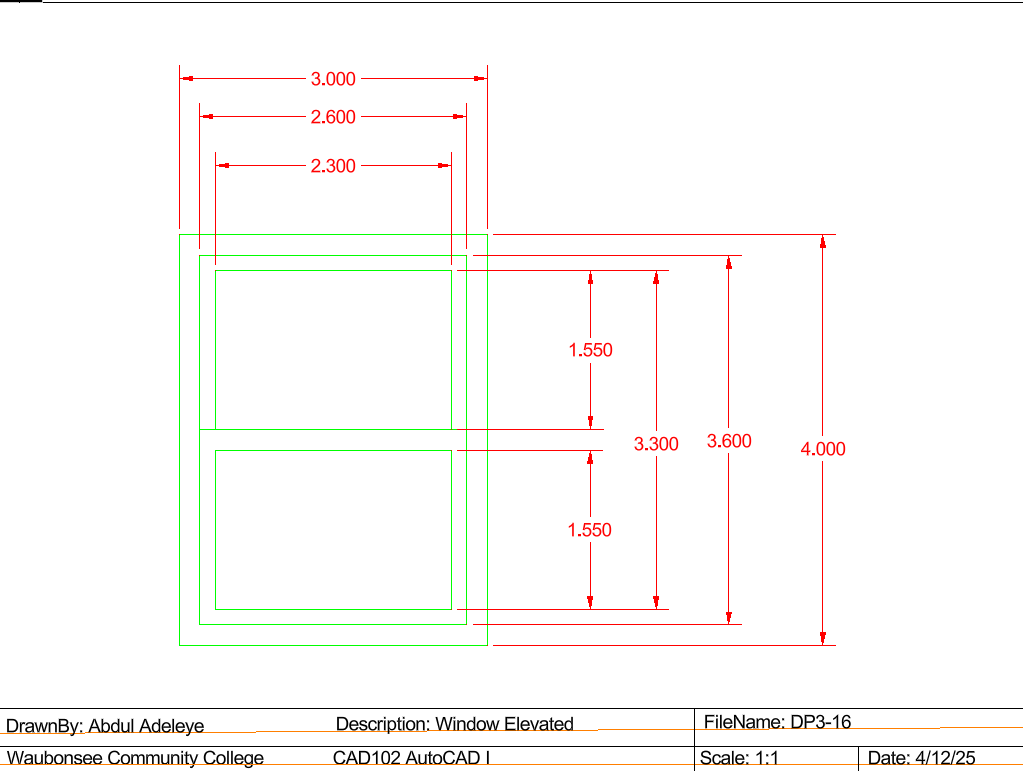 3.000
2.600
2.300
1.550
3.300
3.600
4.000
1.550
DrawnBy: Abdul Adeleye
Description: Window Elevated
FileName: DP3-16
Waubonsee Community College
CAD102 AutoCAD I
Scale: 1:1
Date: 4/12/25